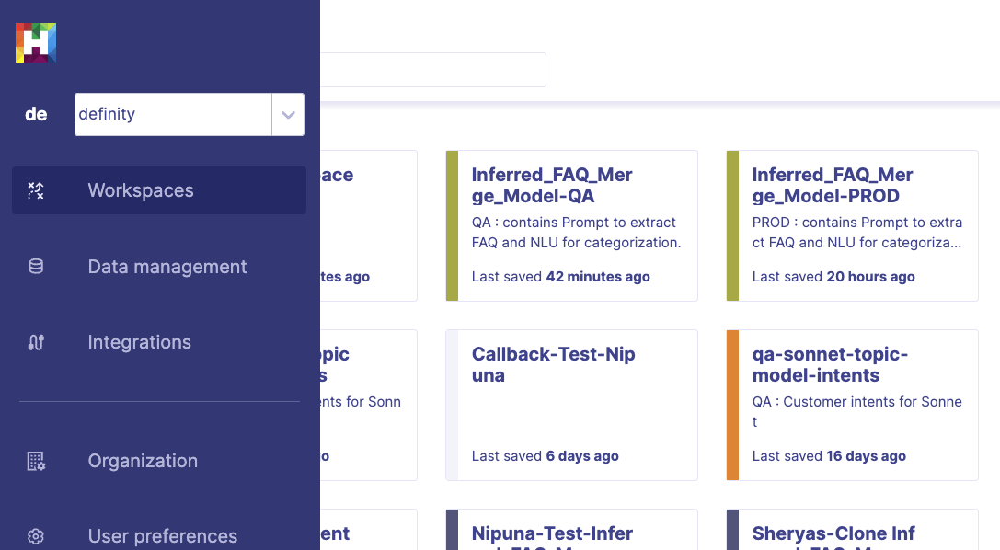 de
definity
Workspaces
Data management
Integrations
Organization
User preferences
ace
tes ago
Inferred_FAQ_Mer
ge_Model-QA
QA : contains Prompt to extract
FAQ and NLU for categorization.
Last saved 42 minutes ago
Inferred_FAQ_Mer
ge_Model-PROD
PROD : contains Prompt to extra
ct FAQ and NLU for categoriza...
Last saved 20 hours ago
opic
s
ents for Sonn
o
Callback-Test-Nip
una
Last saved 6 days ago
qa-sonnet-topic-
model-intents
QA : Customer intents for Sonne
t
Last saved 16 days ago
ent
Nipuna-Test-Infer
Sheryas-Clone Inf